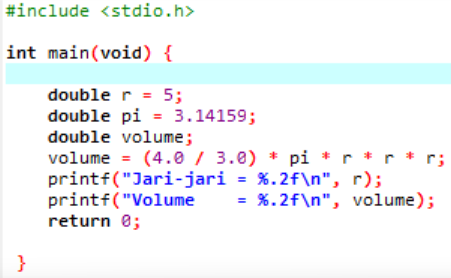 #include <stdio.h>
int main(void) {
double r = 5;
double pi = 3.14159;
double volume;
volume = (4.0 / 3.0) * pi * r * r * r;
printf("Jari-jari = %.2f\n", r);
printf("Volume    = %.2f\n", volume);
return 0;
}